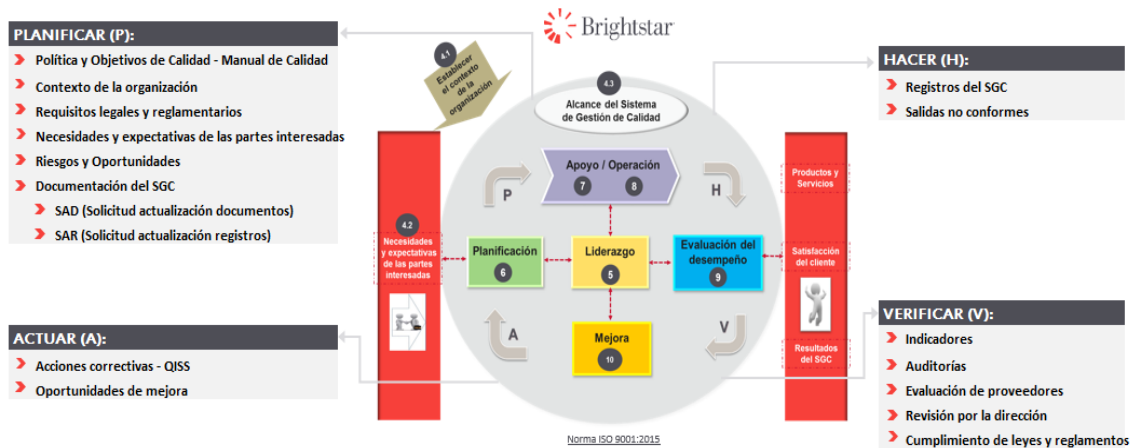 Brightstar
PLANIFICAR (P):
Política y Objetivos de Calidad - Manual de Calidad
Contexto de la organización
Requisitos legales y reglamentarios
Necesidades y expectativas de las partes interesadas
Riesgos y Oportunidades
Documentación del SGC
SAD (Solicitud actualización documentos)
SAR (Solicitud actualización registros)
ACTUAR (A):
Acciones correctivas - QISS
Oportunidades de mejora
4.1
Establecer
el contexto
de la
organización
4.2
Necesidades
y expectativas
de las partes
interesadas
4.3
Alcance del Sistema
de Gestión de Calidad
Apoyo / Operación
7 8
P
H
Planificación
6
Liderazgo
5
Evaluación del
desempeño
9
A
V
Mejora
10
Norma ISO 9001:2015
Productos y
Servicios
Satisfacción
del cliente
Resultados
del SGC
HACER (H):
Registros del SGC
Salidas no conformes
VERIFICAR (V):
Indicadores
Auditorías
Evaluación de proveedores
Revisión por la dirección
Cumplimiento de leyes y reglamentos